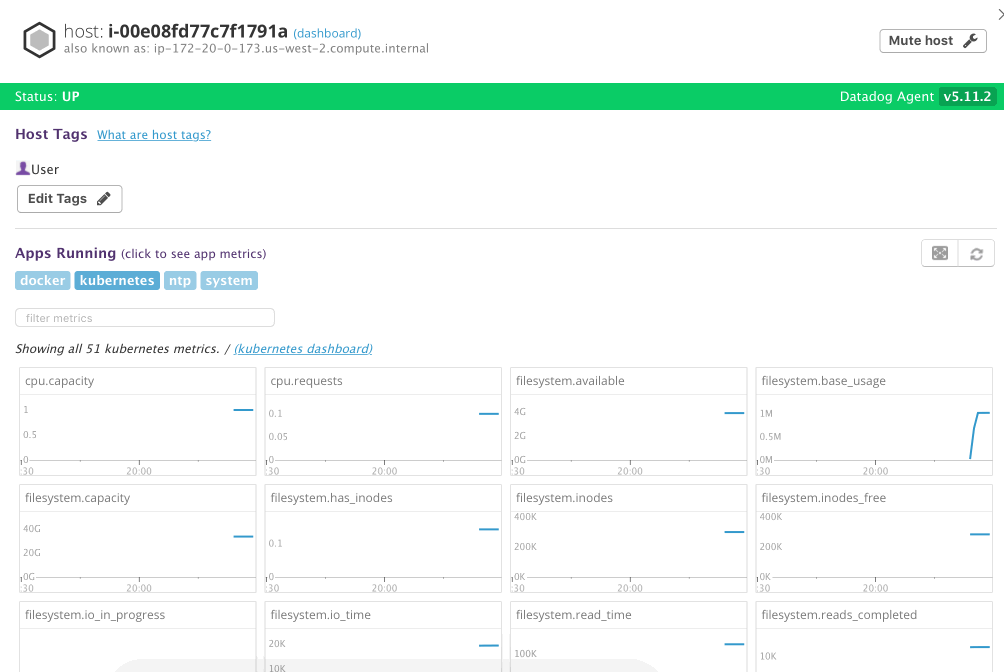 host: i-00e08fd77c7f1791a (dashboard)
also known as: ip-172-20-0-173.us-west-2.compute.internal
Mute host
Status: UP
Datadog Agent v5.11.2
Host Tags What are host tags?
User
Edit Tags
Apps Running (click to see app metrics)
docker kubernetes ntp system
filter metrics
Showing all 51 kubernetes metrics. / (kubernetes dashboard)
cpu.capacity
1
0.5
0
:30 20:00
cpu.requests
0.1
0.05
0
:30 20:00
filesystem.available
4G
2G
0G
:30 20:00
filesystem.base_usage
1M
0.5M
0M
:30 20:00
filesystem.capacity
40G
20G
0G
:30 20:00
filesystem.has_inodes
0.1
0
:30 20:00
filesystem.inodes
400K
200K
0K
:30 20:00
filesystem.inodes_free
400K
200K
0K
:30 20:00
filesystem.io_in_progress
filesystem.io_time
20K
10K
filesystem.read_time
100K
filesystem.reads_completed
10K